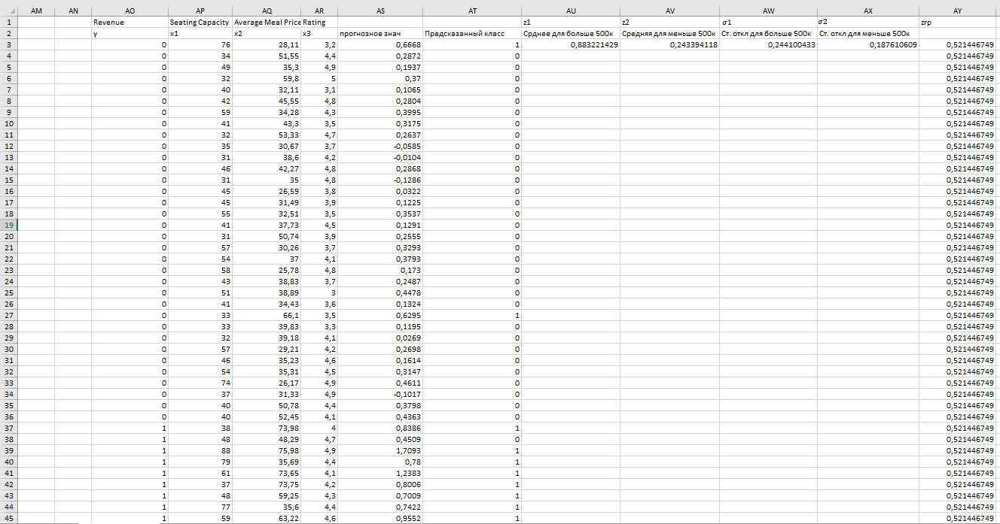 AM AN AO AP AQ AR AS AT AU AV AW AX AY
1 Revenue Seating Capacity Average Meal Price Rating z1 z2 σ1 σ2 zгр
2 y x1 x2 x3 прогнозное знач Предсказанный класс Срднее для больше 500к Средняя для меньше 500к Ст. откл для больше 500к Ст. откл для меньше 500к
3 0 76 28,11 3,2 0,6668 1 0,883221429 0,243394118 0,244100433 0,187610609 0,521446749
4 0 34 51,55 4,4 0,2872 0 0,521446749
5 0 49 35,3 4,9 0,1937 0 0,521446749
6 0 32 59,8 5 0,37 0 0,521446749
7 0 40 32,11 3,1 0,1065 0 0,521446749
8 0 42 45,55 4,8 0,2804 0 0,521446749
9 0 59 34,28 4,3 0,3995 0 0,521446749
10 0 41 43,3 3,5 0,3175 0 0,521446749
11 0 32 53,33 4,7 0,2637 0 0,521446749
12 0 35 30,67 3,7 -0,0585 0 0,521446749
13 0 31 38,6 4,2 -0,0104 0 0,521446749
14 0 46 42,27 4,8 0,2868 0 0,521446749
15 0 31 35 4,8 -0,1286 0 0,521446749
16 0 45 26,59 3,8 0,0322 0 0,521446749
17 0 45 31,49 3,9 0,1225 0 0,521446749
18 0 55 32,51 3,5 0,3537 0 0,521446749
19 0 41 37,73 4,5 0,1291 0 0,521446749
20 0 31 50,74 3,9 0,2555 0 0,521446749
21 0 57 30,26 3,7 0,3293 0 0,521446749
22 0 54 37 4,1 0,3793 0 0,521446749
23 0 58 25,78 4,8 0,173 0 0,521446749
24 0 43 38,83 3,7 0,2487 0 0,521446749
25 0 51 38,89 3 0,4478 0 0,521446749
26 0 41 34,43 3,6 0,1324 0 0,521446749
27 0 33 66,1 3,5 0,6295 1 0,521446749
28 0 33 39,83 3,3 0,1195 0 0,521446749
29 0 32 39,18 4,1 0,0269 0 0,521446749
30 0 57 29,21 4,2 0,2698 0 0,521446749
31 0 46 35,23 4,6 0,1614 0 0,521446749
32 0 54 35,31 4,5 0,3147 0 0,521446749
33 0 74 26,17 4,9 0,4611 0 0,521446749
34 0 37 31,33 4,9 -0,1017 0 0,521446749
35 0 40 50,78 4,4 0,3798 0 0,521446749
36 0 40 52,45 4,1 0,4363 0 0,521446749
37 1 38 73,98 4 0,8386 1 0,521446749
38 1 48 48,29 4,7 0,4509 0 0,521446749
39 1 88 75,98 4,9 1,7093 1 0,521446749
40 1 79 35,69 4,4 0,78 1 0,521446749
41 1 61 73,65 4,1 1,2383 1 0,521446749
42 1 37 73,75 4,2 0,8006 1 0,521446749
43 1 48 59,25 4,3 0,7009 1 0,521446749
44 1 77 35,6 4,4 0,7422 1 0,521446749
45 1 59 63,22 4,6 0,9552 1 0,521446749